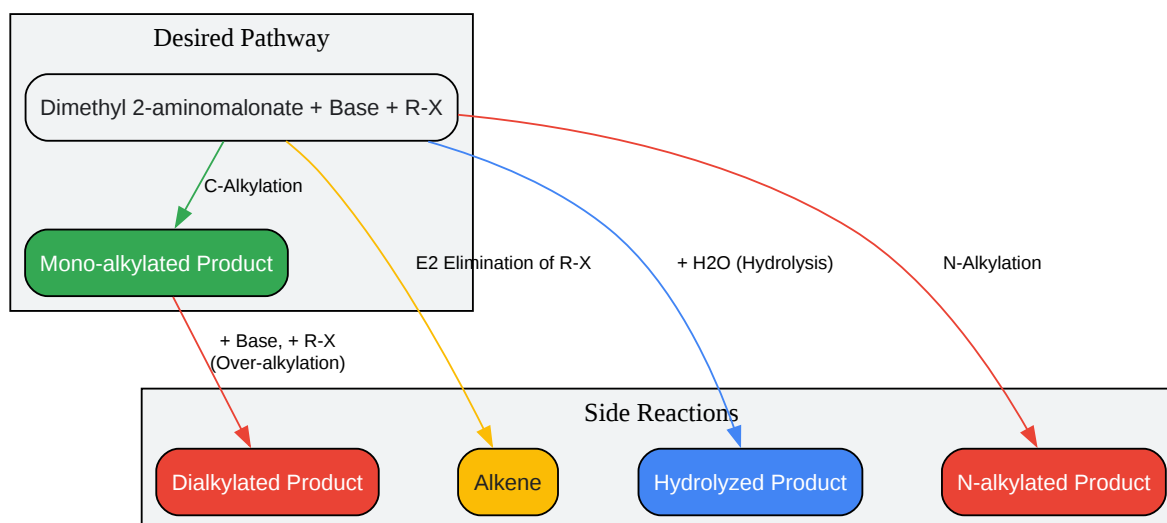 Desired Pathway
Dimethyl 2-aminomalonate + Base + R-X
C-Alkylation
Mono-alkylated Product
E2 Elimination of R-X
+ H2O (Hydrolysis)
N-Alkylation
+ Base, + R-X
(Over-alkylation)
Side Reactions
Dialkylated Product
Alkene
Hydrolyzed Product
N-alkylated Product